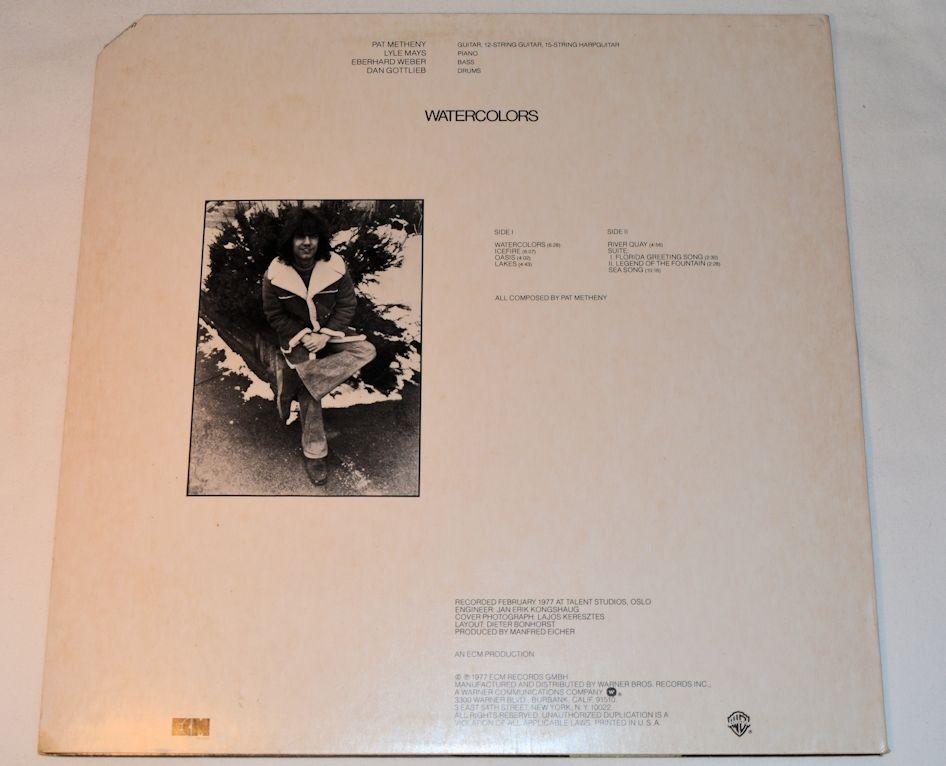 PAT METHENY GUITAR, 12-STRING GUITAR, 15-STRING HARPGUITAR
LYLE MAYS PIANO
EBERHARD WEBER BASS
DAN GOTTLIEB DRUMS
WATERCOLORS
SIDE I
WATERCOLORS (6:28)
ICEFIRE (6:07)
OASIS (4:02)
LAKES (4:43)
SIDE II
RIVER QUAY (4:56)
SUITE:
I. FLORIDA GREETING SONG (2:30)
II. LEGEND OF THE FOUNTAIN (2:28)
SEA SONG (10:16)
ALL COMPOSED BY PAT METHENY
RECORDED FEBRUARY 1977 AT TALENT STUDIOS, OSLO
ENGINEER: JAN ERIK KONGSHAUG
COVER PHOTOGRAPH: LAJOS KERESZTES
LAYOUT: DIETER BONHORST
PRODUCED BY MANFRED EICHER
AN ECM PRODUCTION
© ℗ 1977 ECM RECORDS GMBH
MANUFACTURED AND DISTRIBUTED BY WARNER BROS. RECORDS INC.,
A WARNER COMMUNICATIONS COMPANY ®
3300 WARNER BLVD., BURBANK, CALIF. 91510
3 EAST 54TH STREET, NEW YORK, N.Y. 10022
ALL RIGHTS RESERVED. UNAUTHORIZED DUPLICATION IS A
VIOLATION OF ALL APPLICABLE LAWS. PRINTED IN U.S.A.
ECM